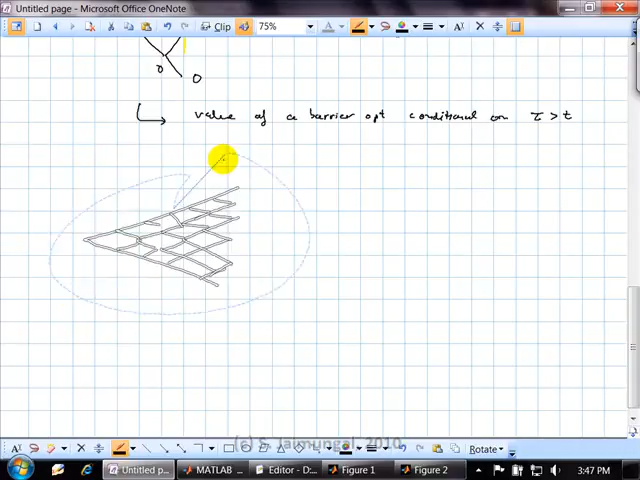 Untitled page - Microsoft Office OneNote
Clip
75%
0
0
value of a barrier opt conditional on τ > t
(c) S. Jaimungal, 2010
Rotate
Untitled page -...
MATLAB
Editor - D:...
Figure 1
Figure 2
3:47 PM